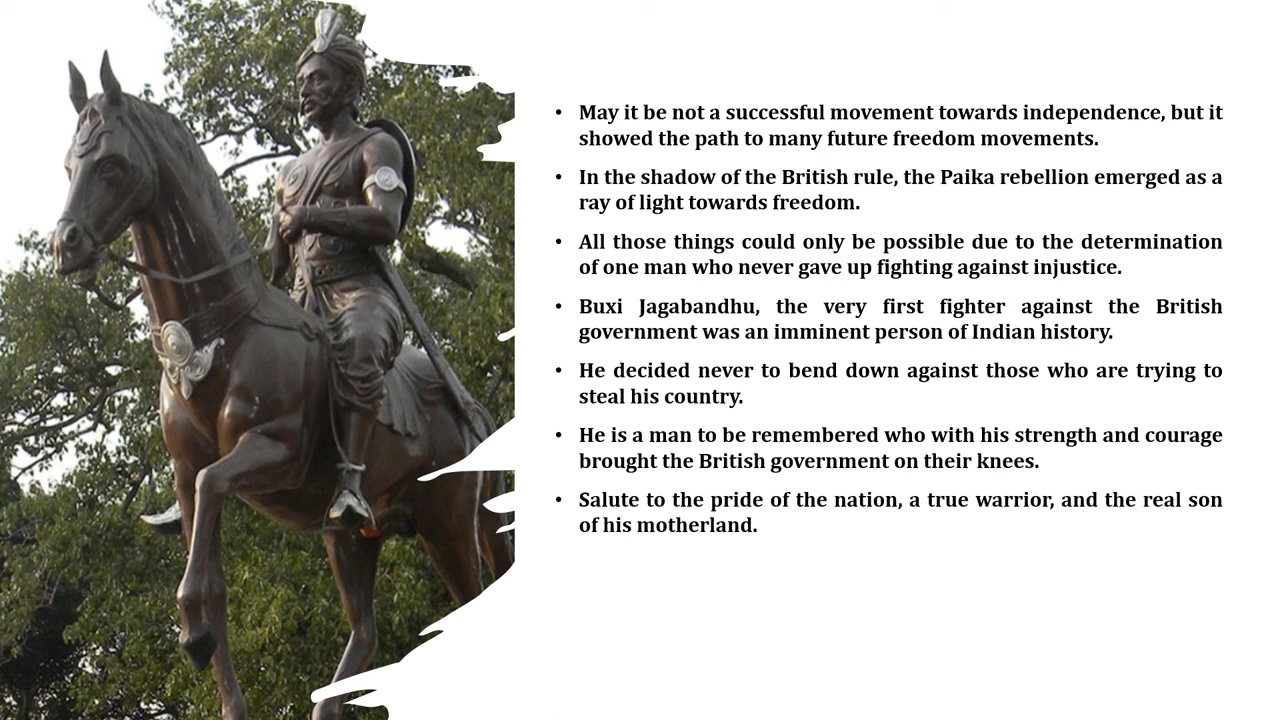 • May it be not a successful movement towards independence, but it
showed the path to many future freedom movements.
• In the shadow of the British rule, the Paika rebellion emerged as a
ray of light towards freedom.
• All those things could only be possible due to the determination
of one man who never gave up fighting against injustice.
• Buxi Jagabandhu, the very first fighter against the British
government was an imminent person of Indian history.
• He decided never to bend down against those who are trying to
steal his country.
• He is a man to be remembered who with his strength and courage
brought the British government on their knees.
• Salute to the pride of the nation, a true warrior, and the real son
of his motherland.